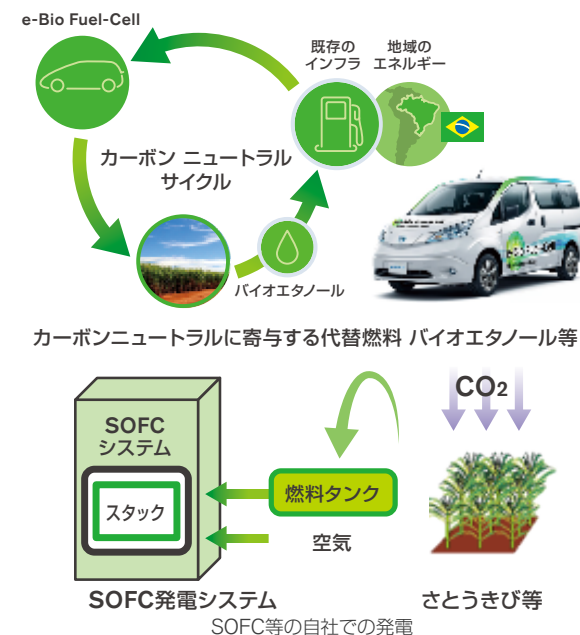 e-Bio Fuel-Cell
既存の
インフラ
地域の
エネルギー
カーボン ニュートラル
サイクル
バイオエタノール
カーボンニュートラルに寄与する代替燃料 バイオエタノール等
CO2
SOFC
システム
スタック
燃料タンク
空気
SOFC発電システム
さとうきび等
SOFC等の自社での発電